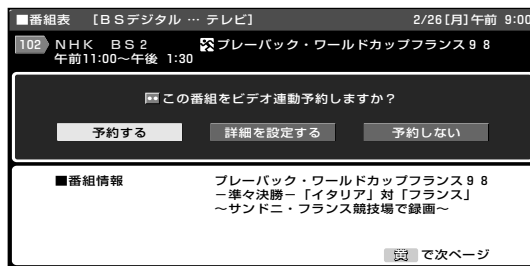 ■番組表 [BSデジタル … テレビ] 2/26[月]午前 9:00
102 NHK BS2 プレーバック・ワールドカップフランス98
午前11:00~午後 1:30
この番組をビデオ連動予約しますか?
予約する 詳細を設定する 予約しない
■番組情報 プレーバック・ワールドカップフランス98
-準々決勝-「イタリア」対「フランス」
~サンドニ・フランス競技場で録画~
黄 で次ページ